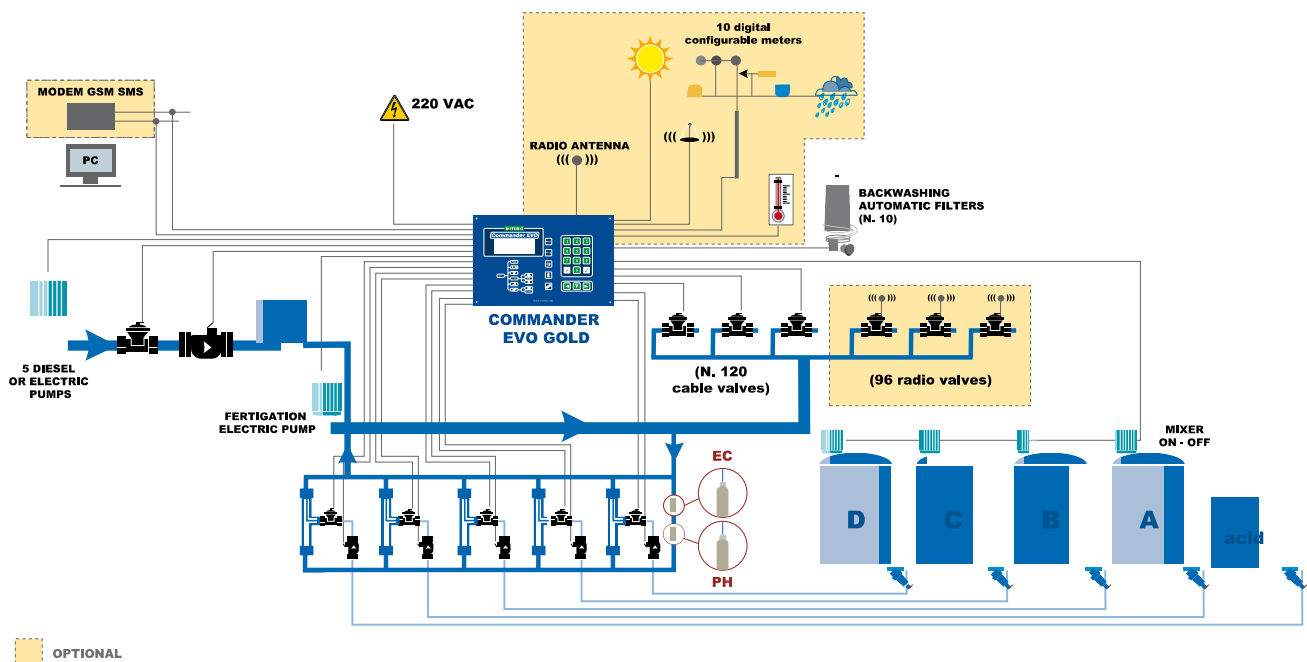 10 digital
configurable meters
MODEM GSM SMS
220 VAC
PC
RADIO ANTENNA
((( )))
((( )))
BACKWASHING
AUTOMATIC FILTERS
(N. 10)
Commander EVO
COMMANDER
EVO GOLD
5 DIESEL
OR ELECTRIC
PUMPS
(N. 120
cable valves)
(96 radio valves)
FERTIGATION
ELECTRIC PUMP
MIXER
ON - OFF
EC
PH
D
C
B
A
acid
OPTIONAL